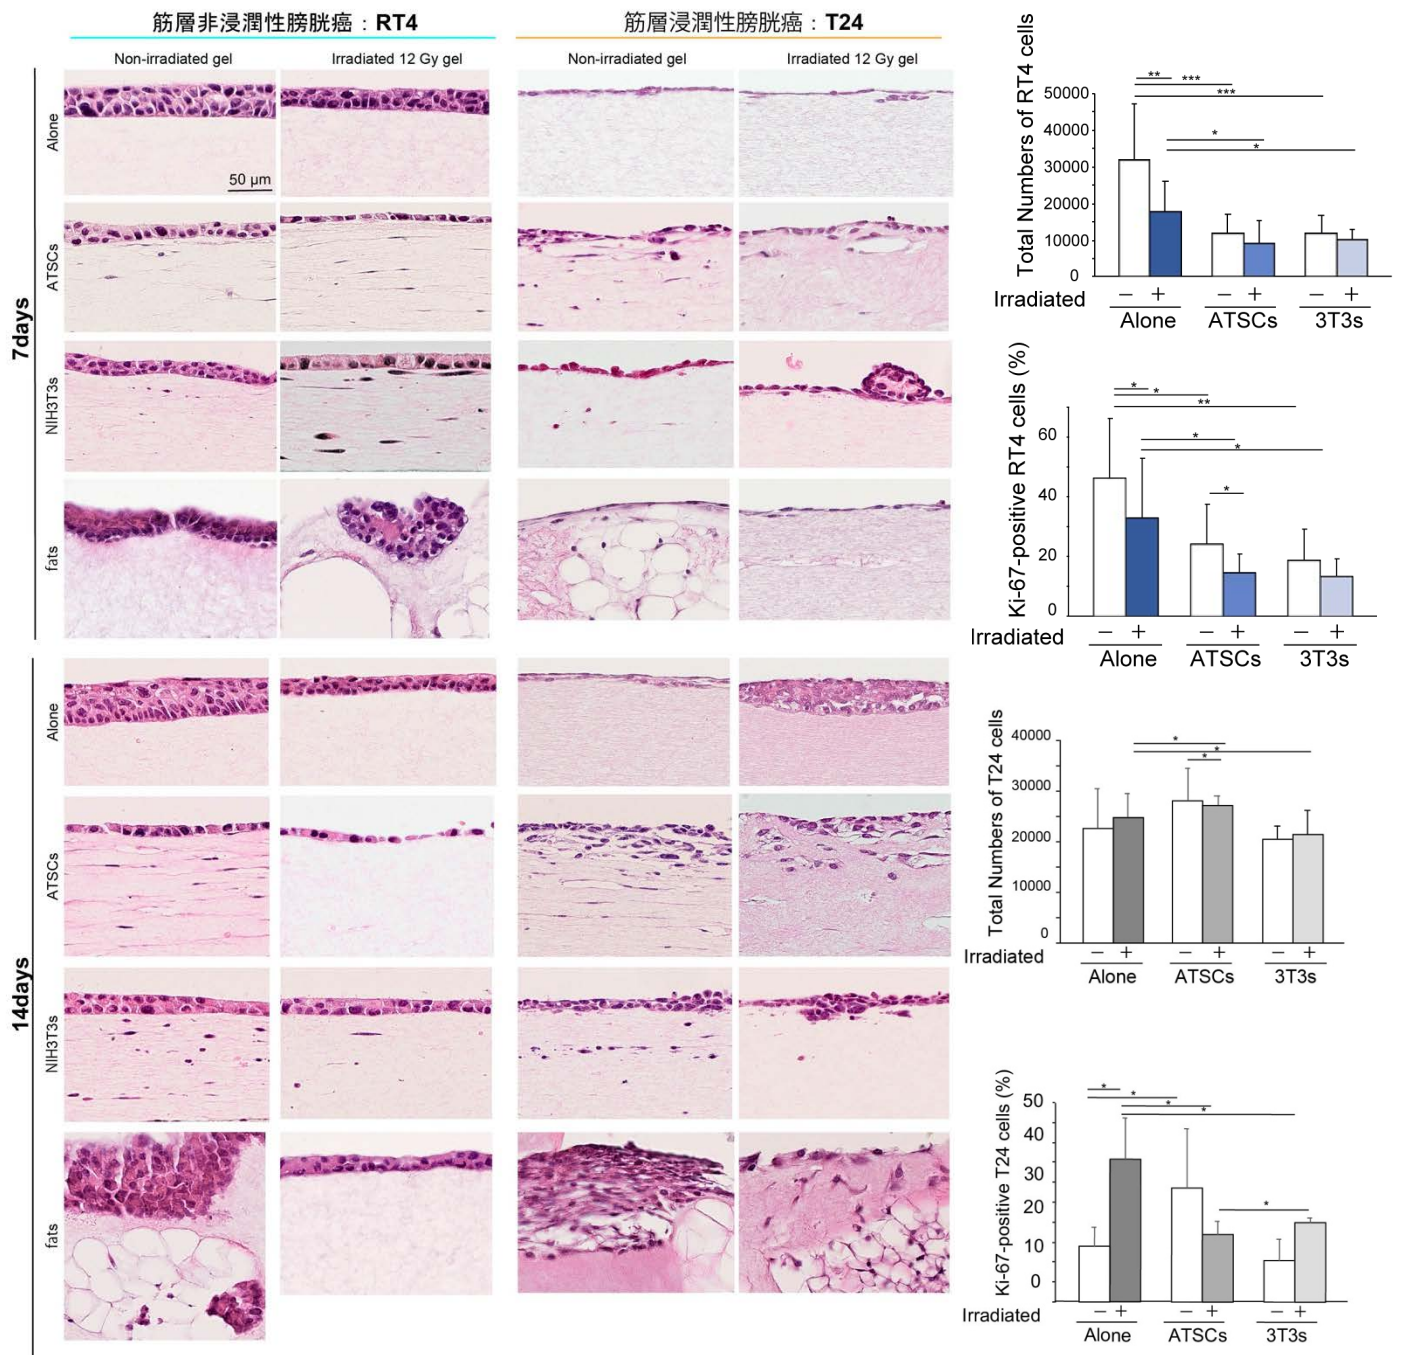 筋層非浸潤性膀胱癌：RT4
筋層浸潤性膀胱癌：T24
Non-irradiated gel
Irradiated 12 Gy gel
Non-irradiated gel
Irradiated 12 Gy gel
7days
Alone
50 μm
ATSCs
NIH3T3s
fats
14days
Alone
ATSCs
NIH3T3s
fats
Total Numbers of RT4 cells
** ***
***
*
*
50000
40000
30000
20000
10000
0
Irradiated − + − + − +
Alone ATSCs 3T3s
Ki-67-positive RT4 cells (%)
* *
**
*
*
*
60
40
20
0
Irradiated − + − + − +
Alone ATSCs 3T3s
Total Numbers of T24 cells
*
*
*
40000
30000
20000
10000
0
Irradiated − + − + − +
Alone ATSCs 3T3s
Ki-67-positive T24 cells (%)
*
*
*
*
*
50
40
30
20
10
0
Irradiated − + − + − +
Alone ATSCs 3T3s